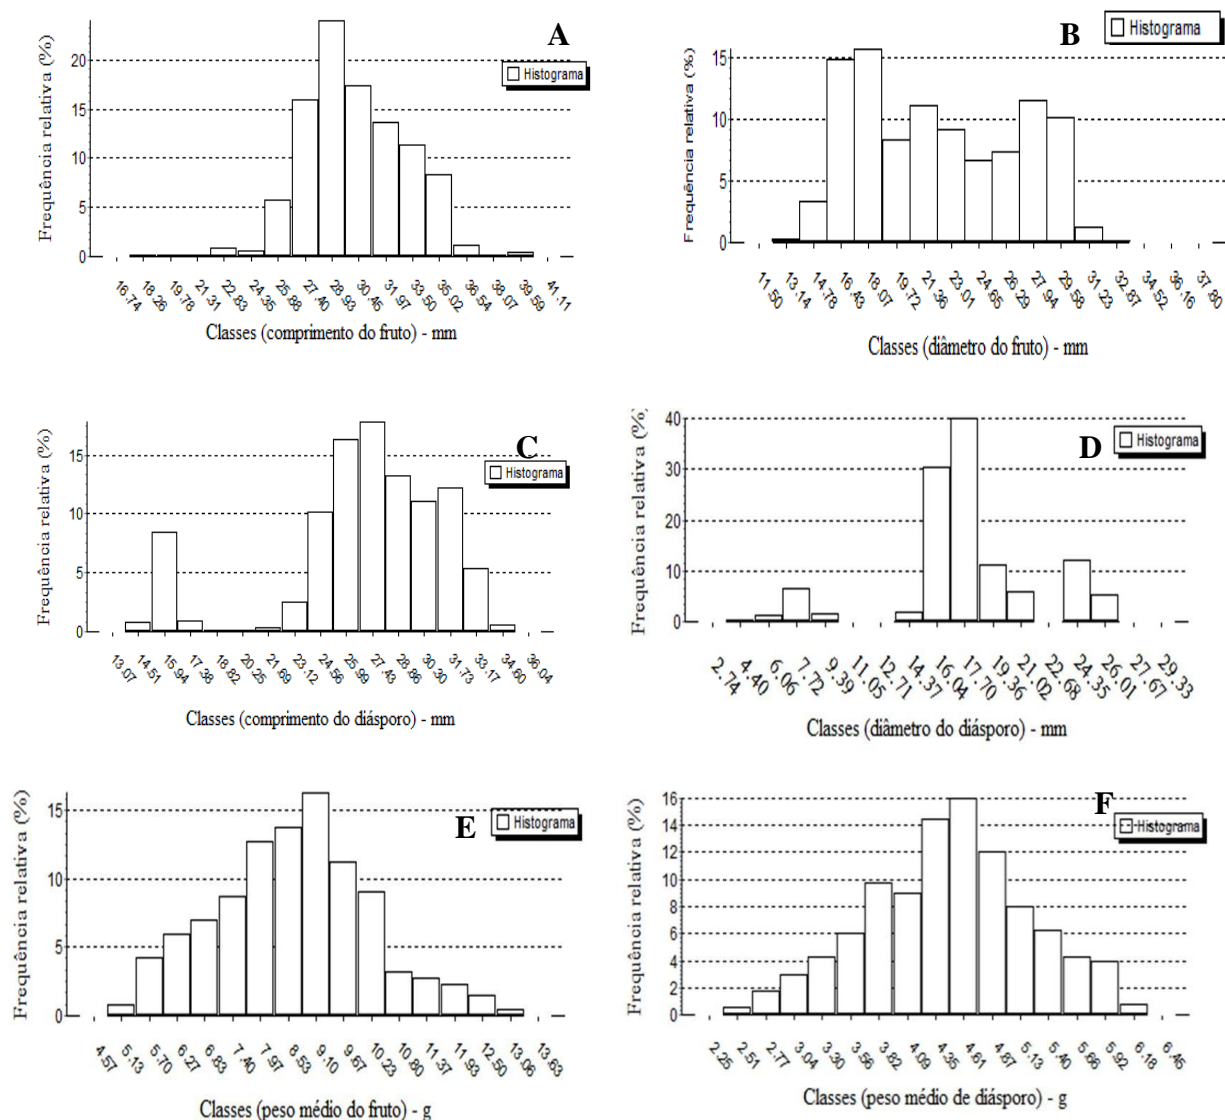 A
Histograma
Frequência relativa (%)
20
15
10
5
0
16.74 18.26 19.78 21.31 22.83 24.35 25.88 27.40 28.93 30.45 31.97 33.50 35.02 36.54 38.07 39.59 41.11
Classes (comprimento do fruto) - mm
B
Histograma
Frequência relativa (%)
15
10
5
0
11.50 13.14 14.78 16.43 18.07 19.72 21.36 23.01 24.65 26.29 27.94 29.58 31.23 32.87 34.52 36.16 37.80
Classes (diâmetro do fruto) - mm
C
Histograma
Frequência relativa (%)
15
10
5
0
13.07 14.51 15.94 17.38 18.82 20.25 21.69 23.12 24.56 25.99 27.43 28.86 30.30 31.73 33.17 34.60 36.04
Classes (comprimento do diásporo) - mm
D
Histograma
Frequência relativa (%)
40
30
20
10
0
2.74 4.40 6.06 7.72 9.39 11.05 12.71 14.37 16.04 17.70 19.36 21.02 22.68 24.35 26.01 27.67 29.33
Classes (diâmetro do diásporo) - mm
E
Histograma
Frequência relativa (%)
15
10
5
0
4.57 5.13 5.70 6.27 6.83 7.40 7.97 8.53 9.10 9.67 10.23 10.80 11.37 11.93 12.50 13.06 13.63
Classes (peso médio do fruto) - g
F
Histograma
Frequência relativa (%)
16
14
12
10
8
6
4
2
0
2.25 2.51 2.77 3.04 3.30 3.56 3.82 4.09 4.35 4.61 4.87 5.13 5.40 5.66 5.92 6.18 6.45
Classes (peso médio de diásporo) - g